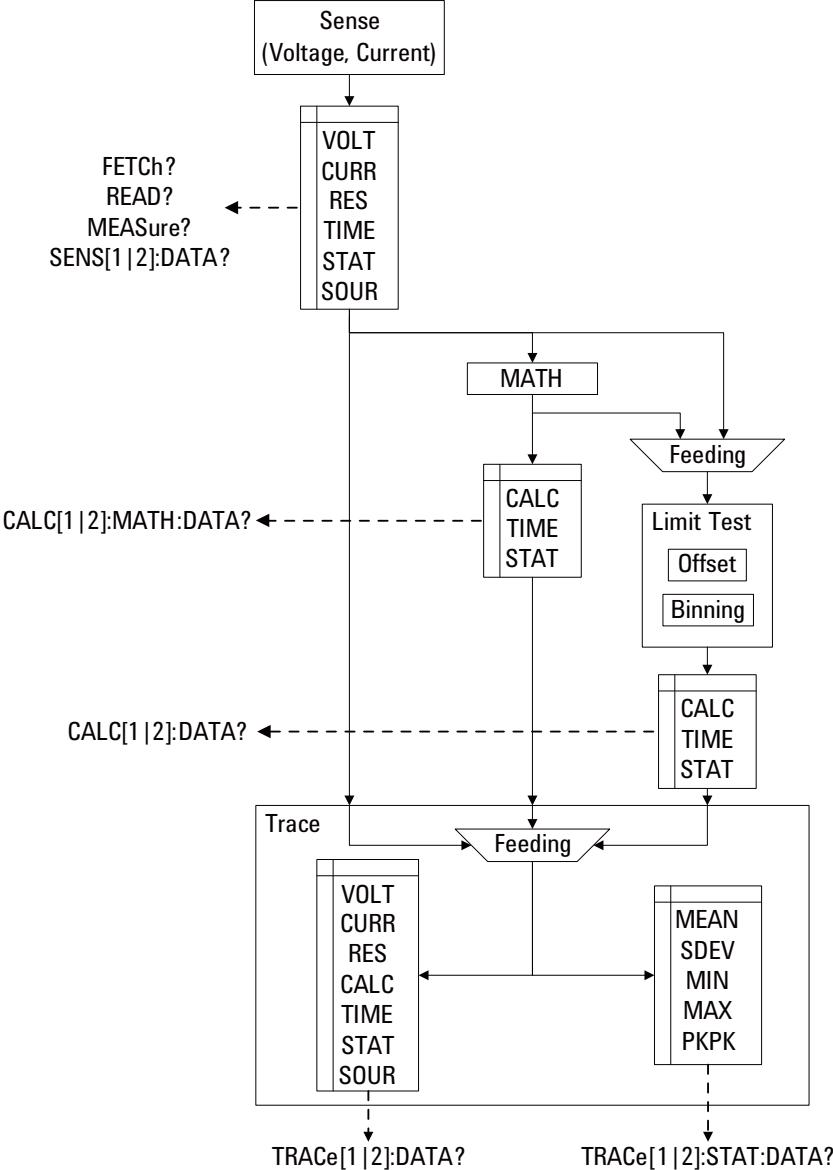 Sense
(Voltage, Current)
VOLT
CURR
RES
TIME
STAT
SOUR
FETCh?
READ?
MEASure?
SENS[1|2]:DATA?
MATH
Feeding
CALC
TIME
STAT
CALC[1|2]:MATH:DATA?
Limit Test
Offset
Binning
CALC
TIME
STAT
CALC[1|2]:DATA?
Trace
Feeding
VOLT
CURR
RES
CALC
TIME
STAT
SOUR
MEAN
SDEV
MIN
MAX
PKPK
TRACe[1|2]:DATA?
TRACe[1|2]:STAT:DATA?